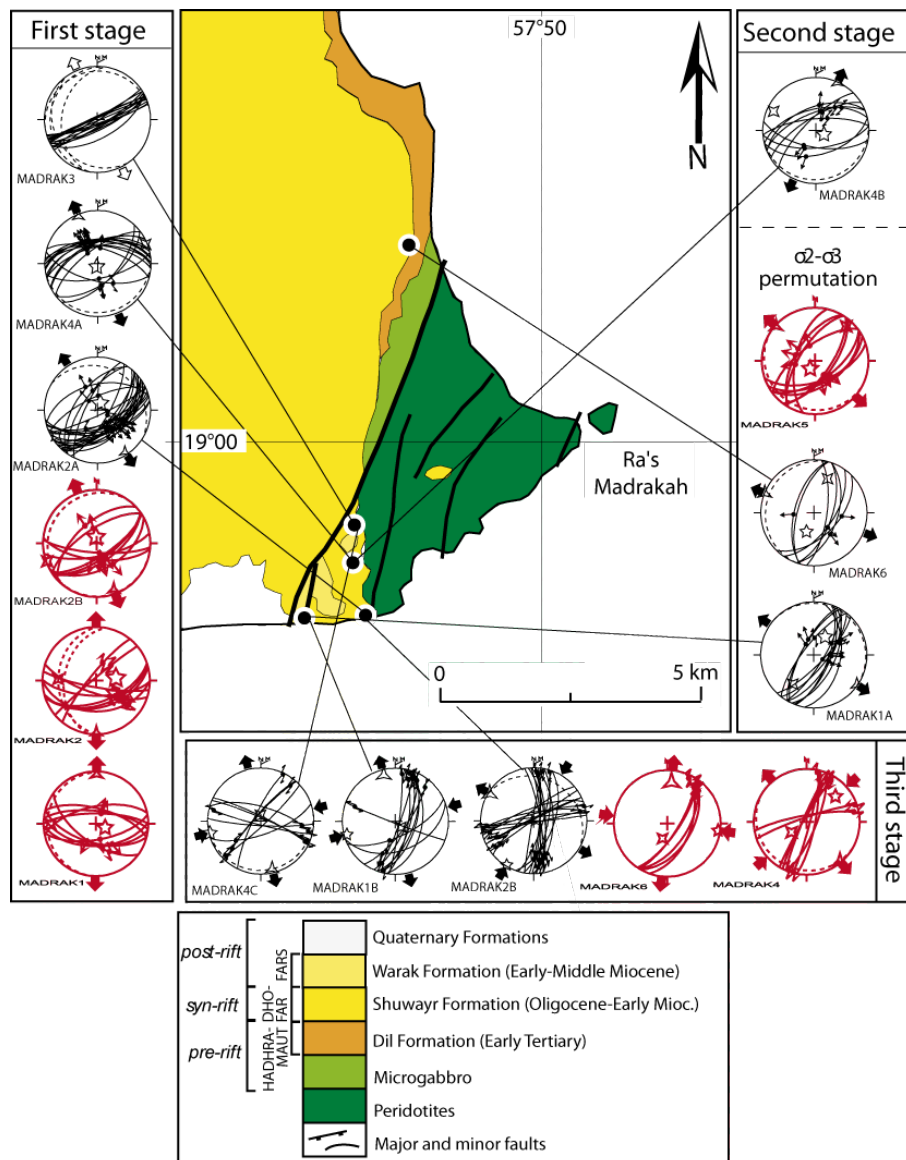 First stage
MADRAK3
MADRAK4A
MADRAK2A
MADRAK2B
MADRAK2
MADRAK1
57°50
N
19°00
Ra's
Madrakah
0
5 km
Second stage
MADRAK4B
σ2-σ3
permutation
MADRAK5
MADRAK6
MADRAK1A
Third stage
MADRAK4C
MADRAK1B
MADRAK2B
MADRAK6
MADRAK4
post-rift
syn-rift
pre-rift
FARS
DHO-
FAR
HADHRA-
MAUT
Quaternary Formations
Warak Formation (Early-Middle Miocene)
Shuwayr Formation (Oligocene-Early Mioc.)
Dil Formation (Early Tertiary)
Microgabbro
Peridotites
Major and minor faults